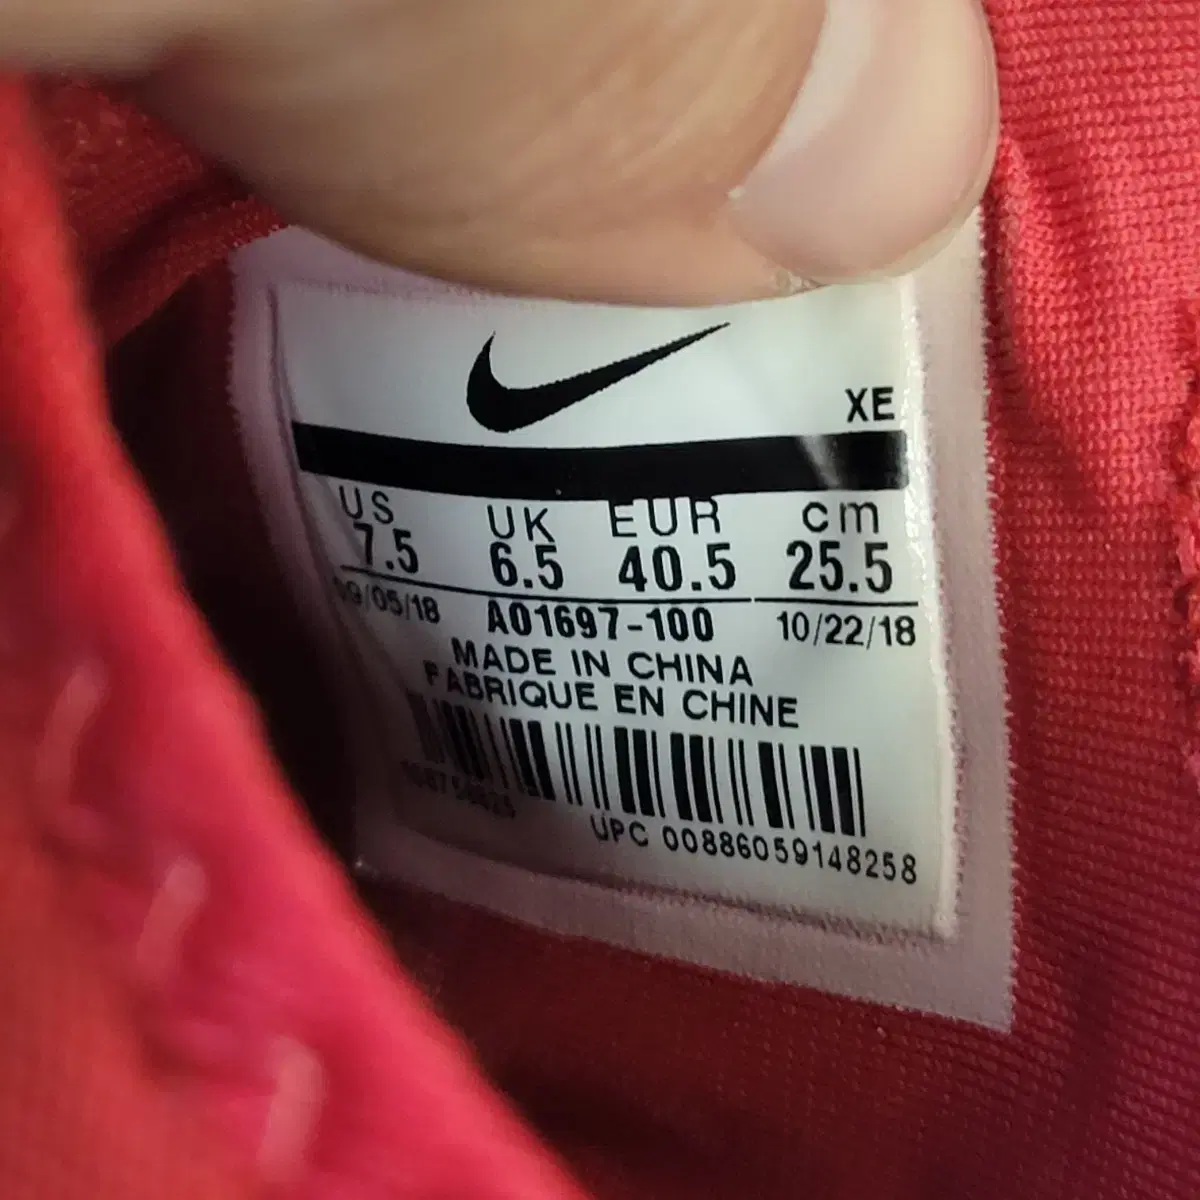 XE
US UK EUR cm
7.5 6.5 40.5 25.5
09/05/18 AO1697-100 10/22/18
MADE IN CHINA
FABRIQUE EN CHINE
UPC 00886059148258